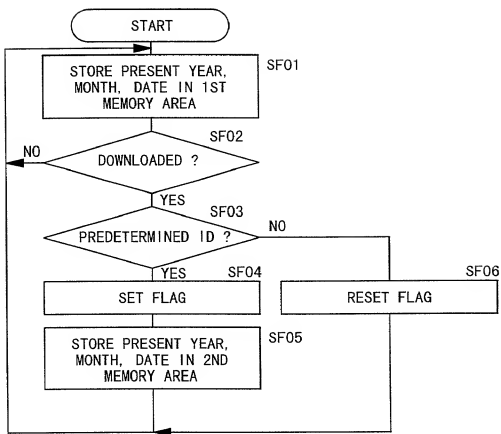 START
STORE PRESENT YEAR,
MONTH, DATE IN 1ST
MEMORY AREA
SF01
SF02
NO
DOWNLOADED ?
YES
SF03
PREDETERMINED ID ?
NO
YES
SF04
SET FLAG
SF06
RESET FLAG
STORE PRESENT YEAR,
MONTH, DATE IN 2ND
MEMORY AREA
SF05